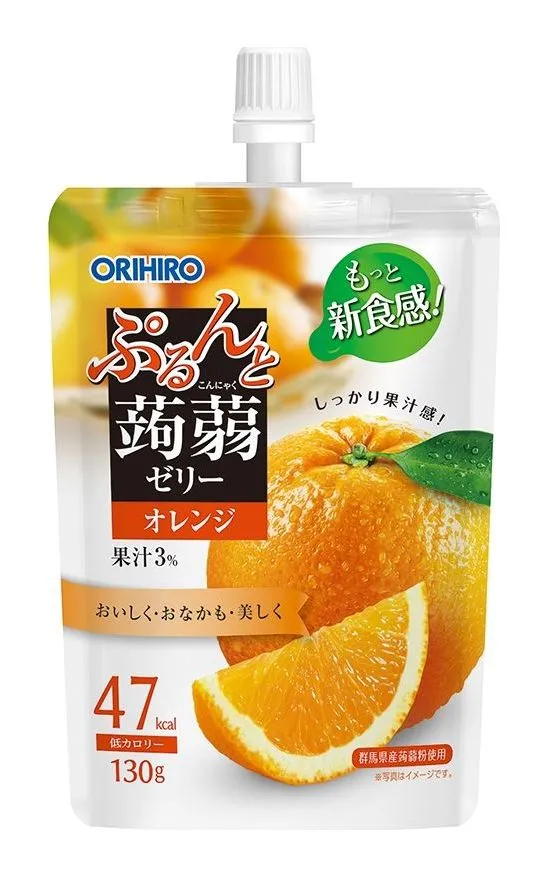 ORIHIRO
もっと
新食感!
ぷるんと
こんにゃく
蒟蒻
ゼリー
オレンジ
果汁3%
しっかり果汁感!
おいしく・おなかも・美しく
47kcal
低カロリー
130g
群馬県産蒟蒻粉使用
※写真はイメージです。